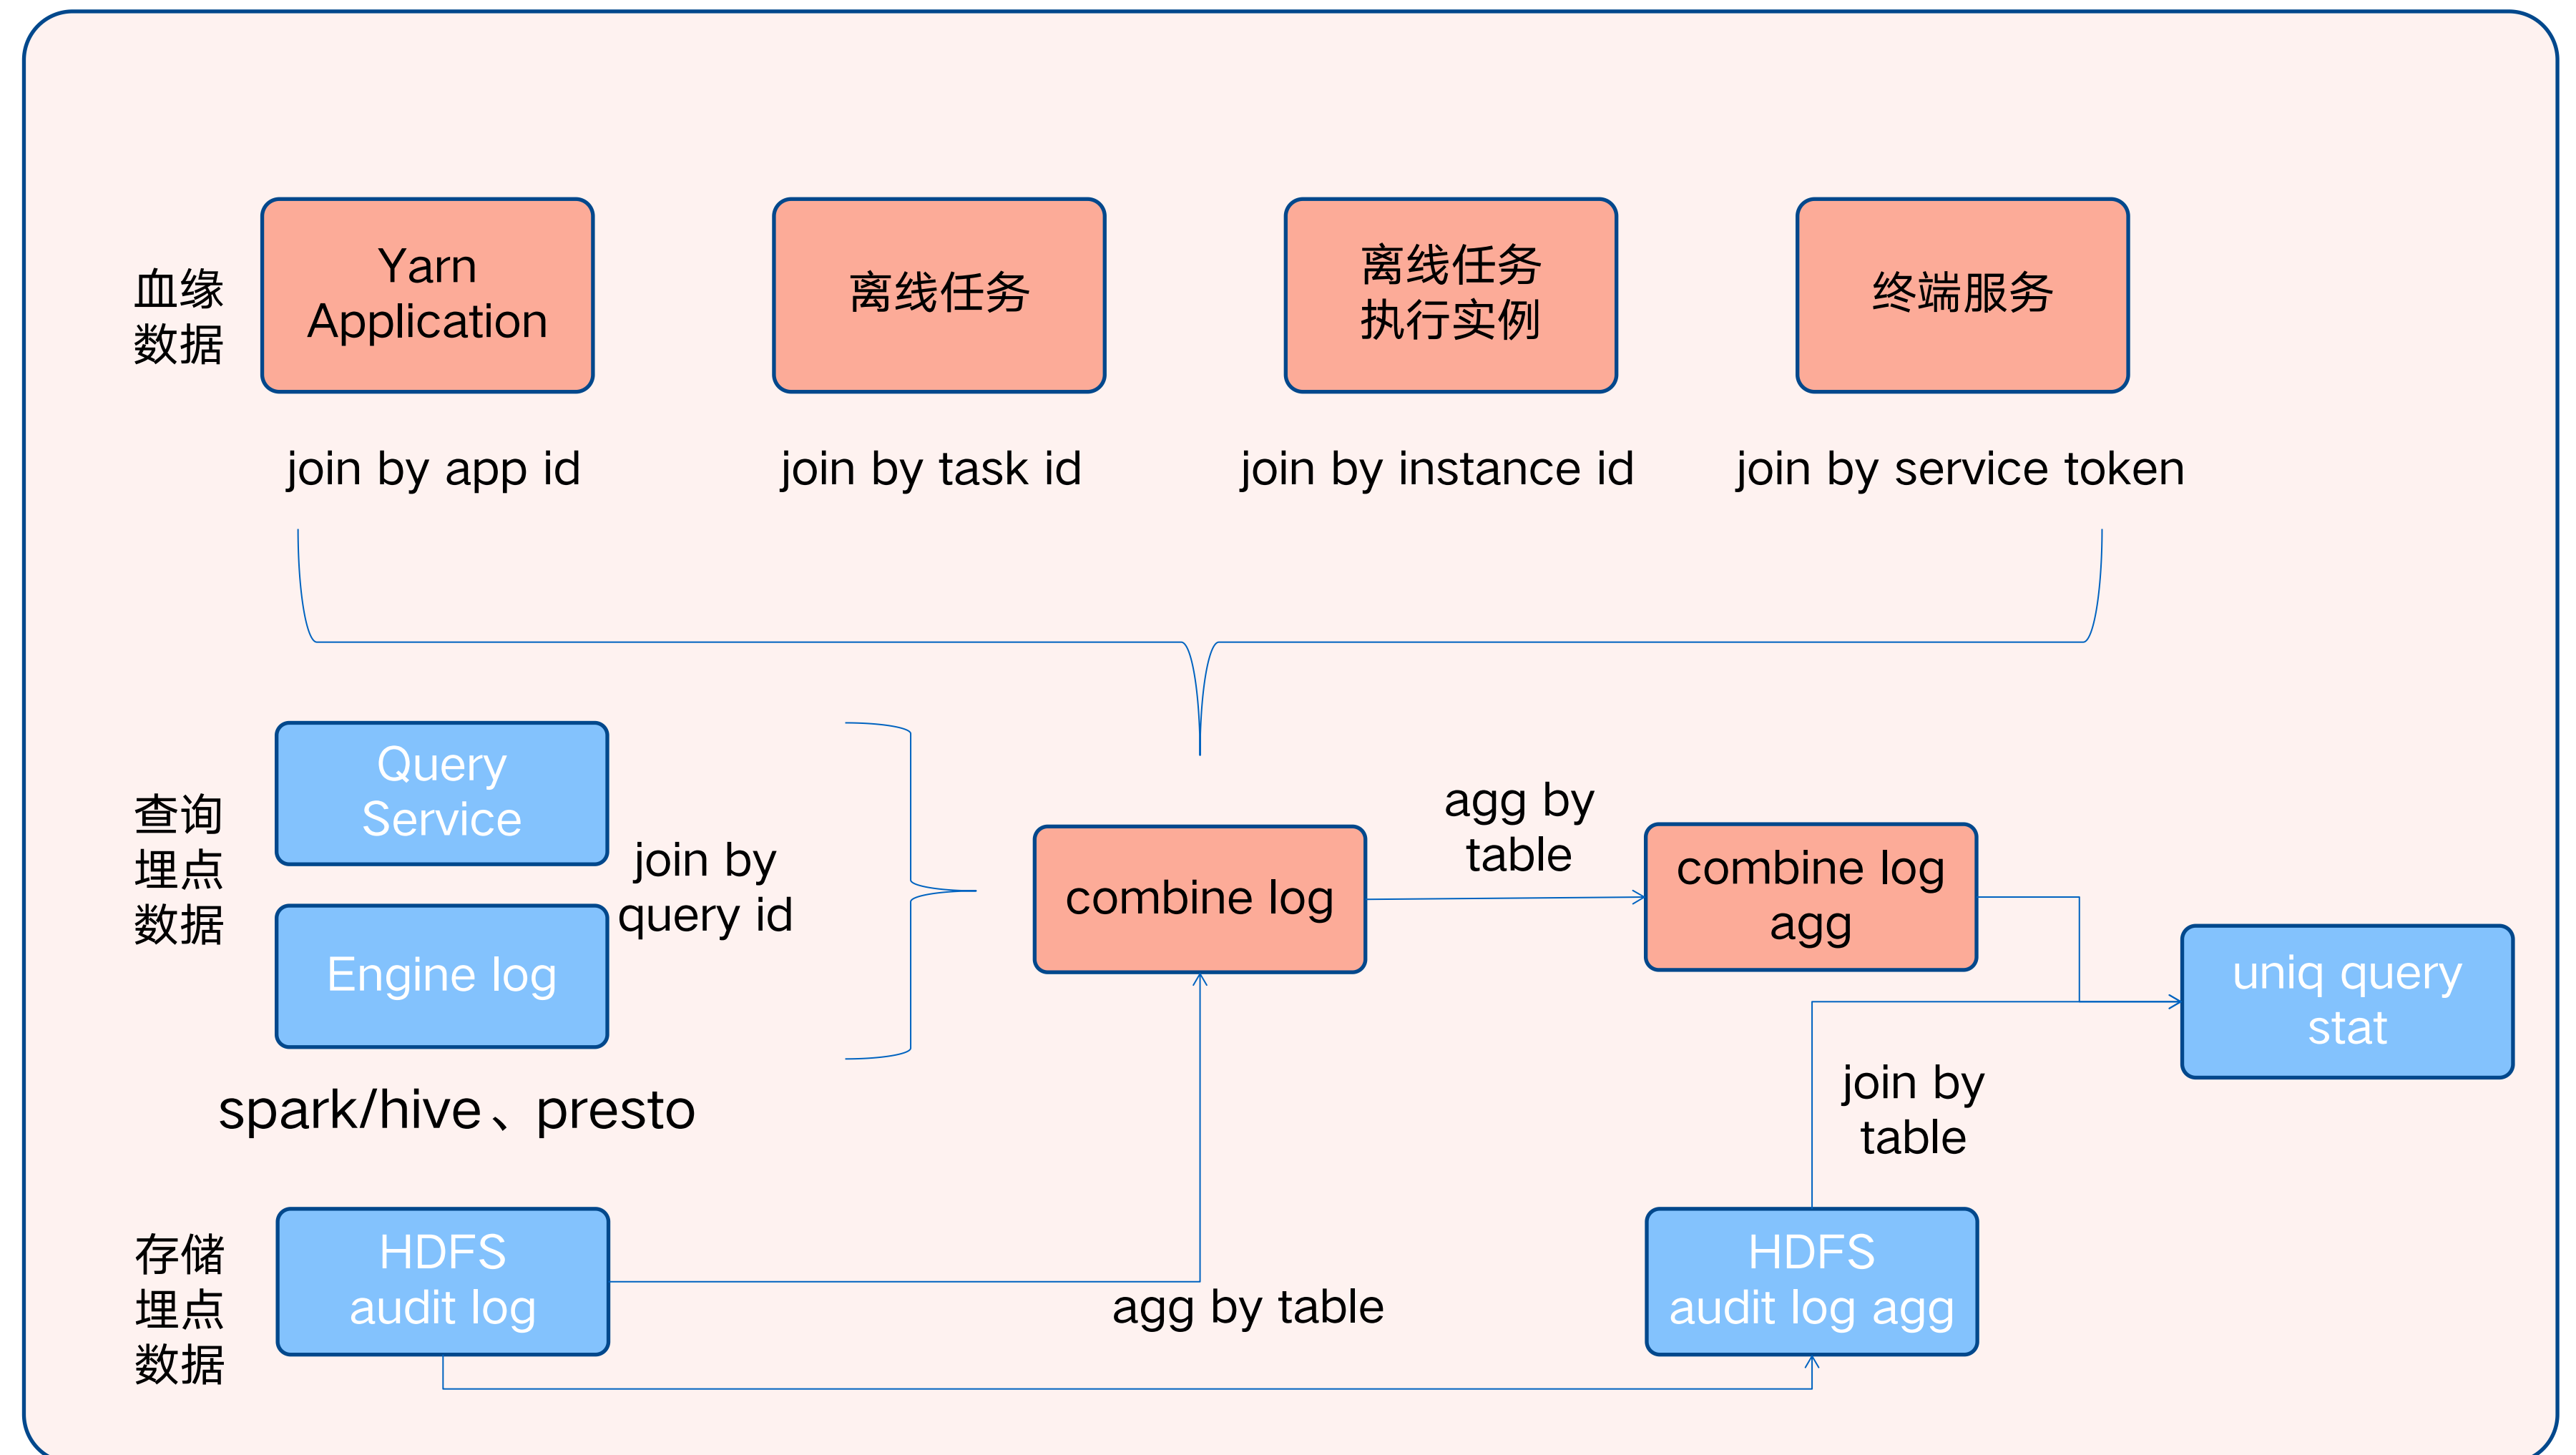 血缘
数据
Yarn
Application
离线任务
离线任务
执行实例
终端服务
join by app id
join by task id
join by instance id
join by service token
查询
埋点
数据
Query
Service
Engine log
join by
query id
spark/hive、presto
combine log
agg by
table
combine log
agg
uniq query
stat
join by
table
存储
埋点
数据
HDFS
audit log
agg by table
HDFS
audit log agg